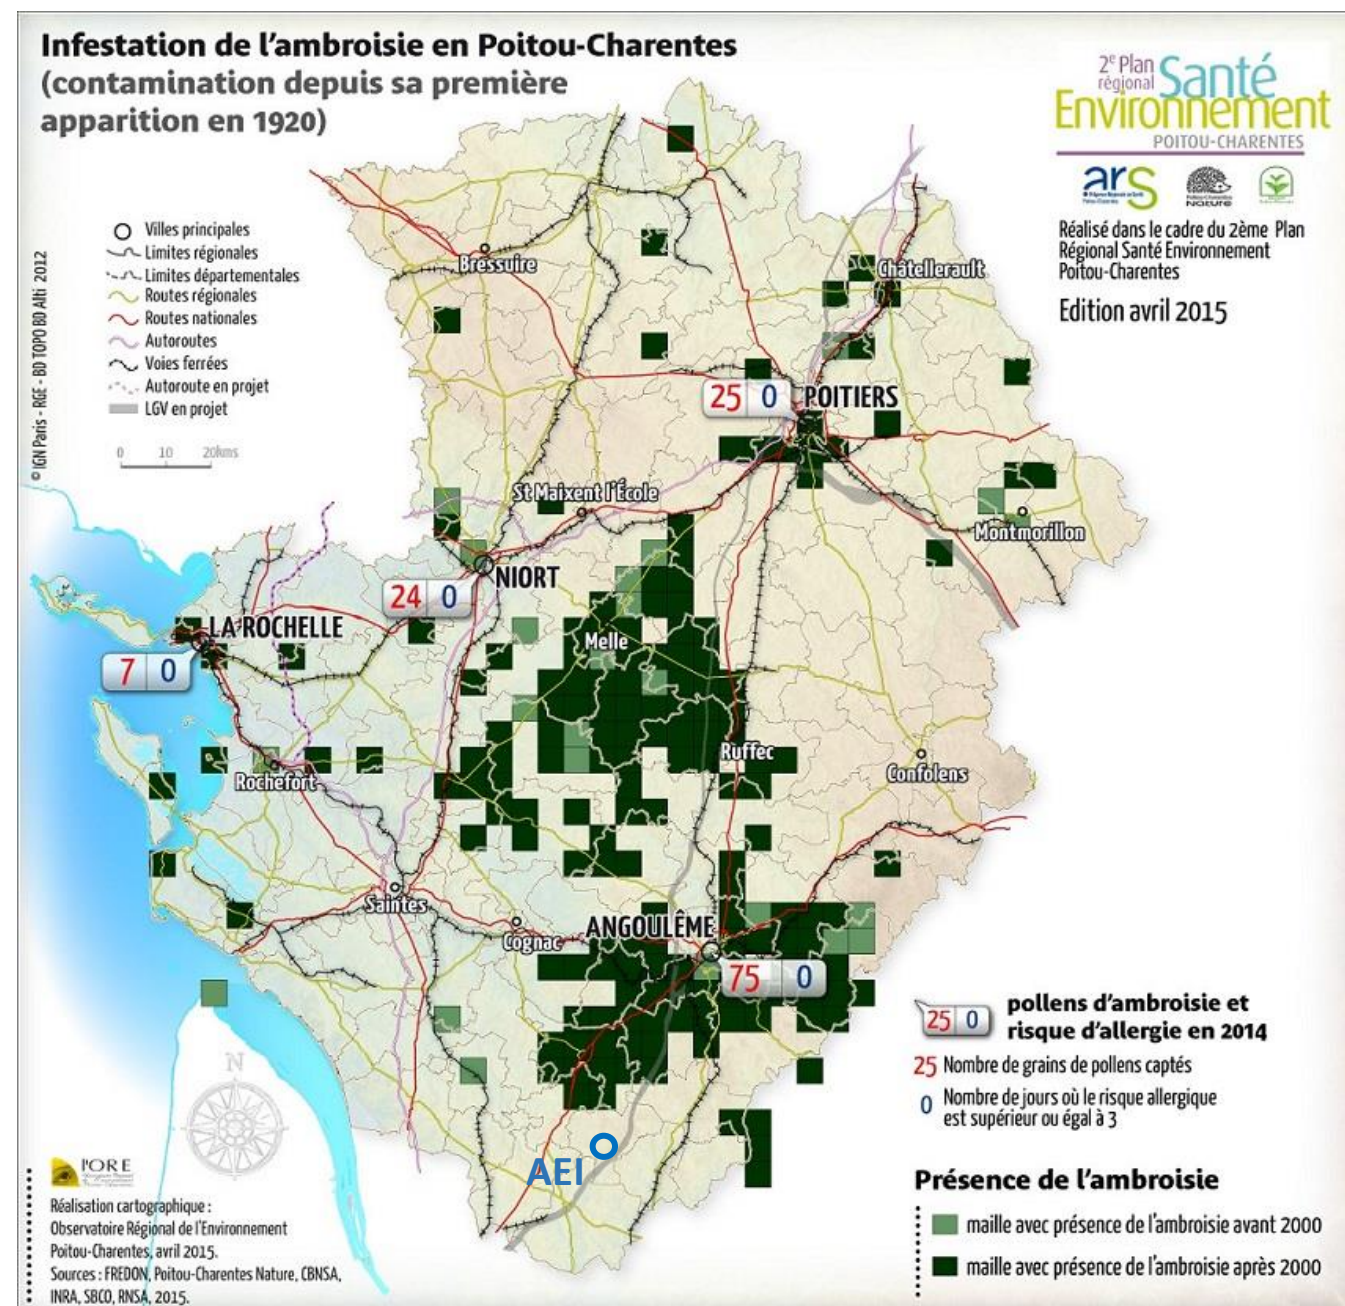 Infestation de l'ambroisie en Poitou-Charentes
(contamination depuis sa première
apparition en 1920)
2e Plan
régional Santé
Environnement
POITOU-CHARENTES
ars
Poitou-Charentes
NATURE
Réalisé dans le cadre du 2ème Plan
Régional Santé Environnement
Poitou-Charentes
Edition avril 2015
© IGN Paris - RGE - BD TOPO BD Alti 2012
Villes principales
Limites régionales
Limites départementales
Routes régionales
Routes nationales
Autoroutes
Voies ferrées
Autoroute en projet
LGV en projet
0 10 20kms
Bressuire
Châtellerault
25 0
POITIERS
St Maixent l'École
Montmorillon
NIORT
24 0
LA ROCHELLE
7 0
Melle
Ruffec
Rochefort
Confolens
Saintes
Cognac
ANGOULÊME
75 0
AEI
N
25 0
pollens d'ambroisie et
risque d'allergie en 2014
25 Nombre de grains de pollens captés
0 Nombre de jours où le risque allergique
est supérieur ou égal à 3
Présence de l'ambroisie
maille avec présence de l'ambroisie avant 2000
maille avec présence de l'ambroisie après 2000
l'ORE
Réalisation cartographique :
Observatoire Régional de l'Environnement
Poitou-Charentes, avril 2015.
Sources : FREDON, Poitou-Charentes Nature, CBNSA,
INRA, SBCO, RNSA, 2015.